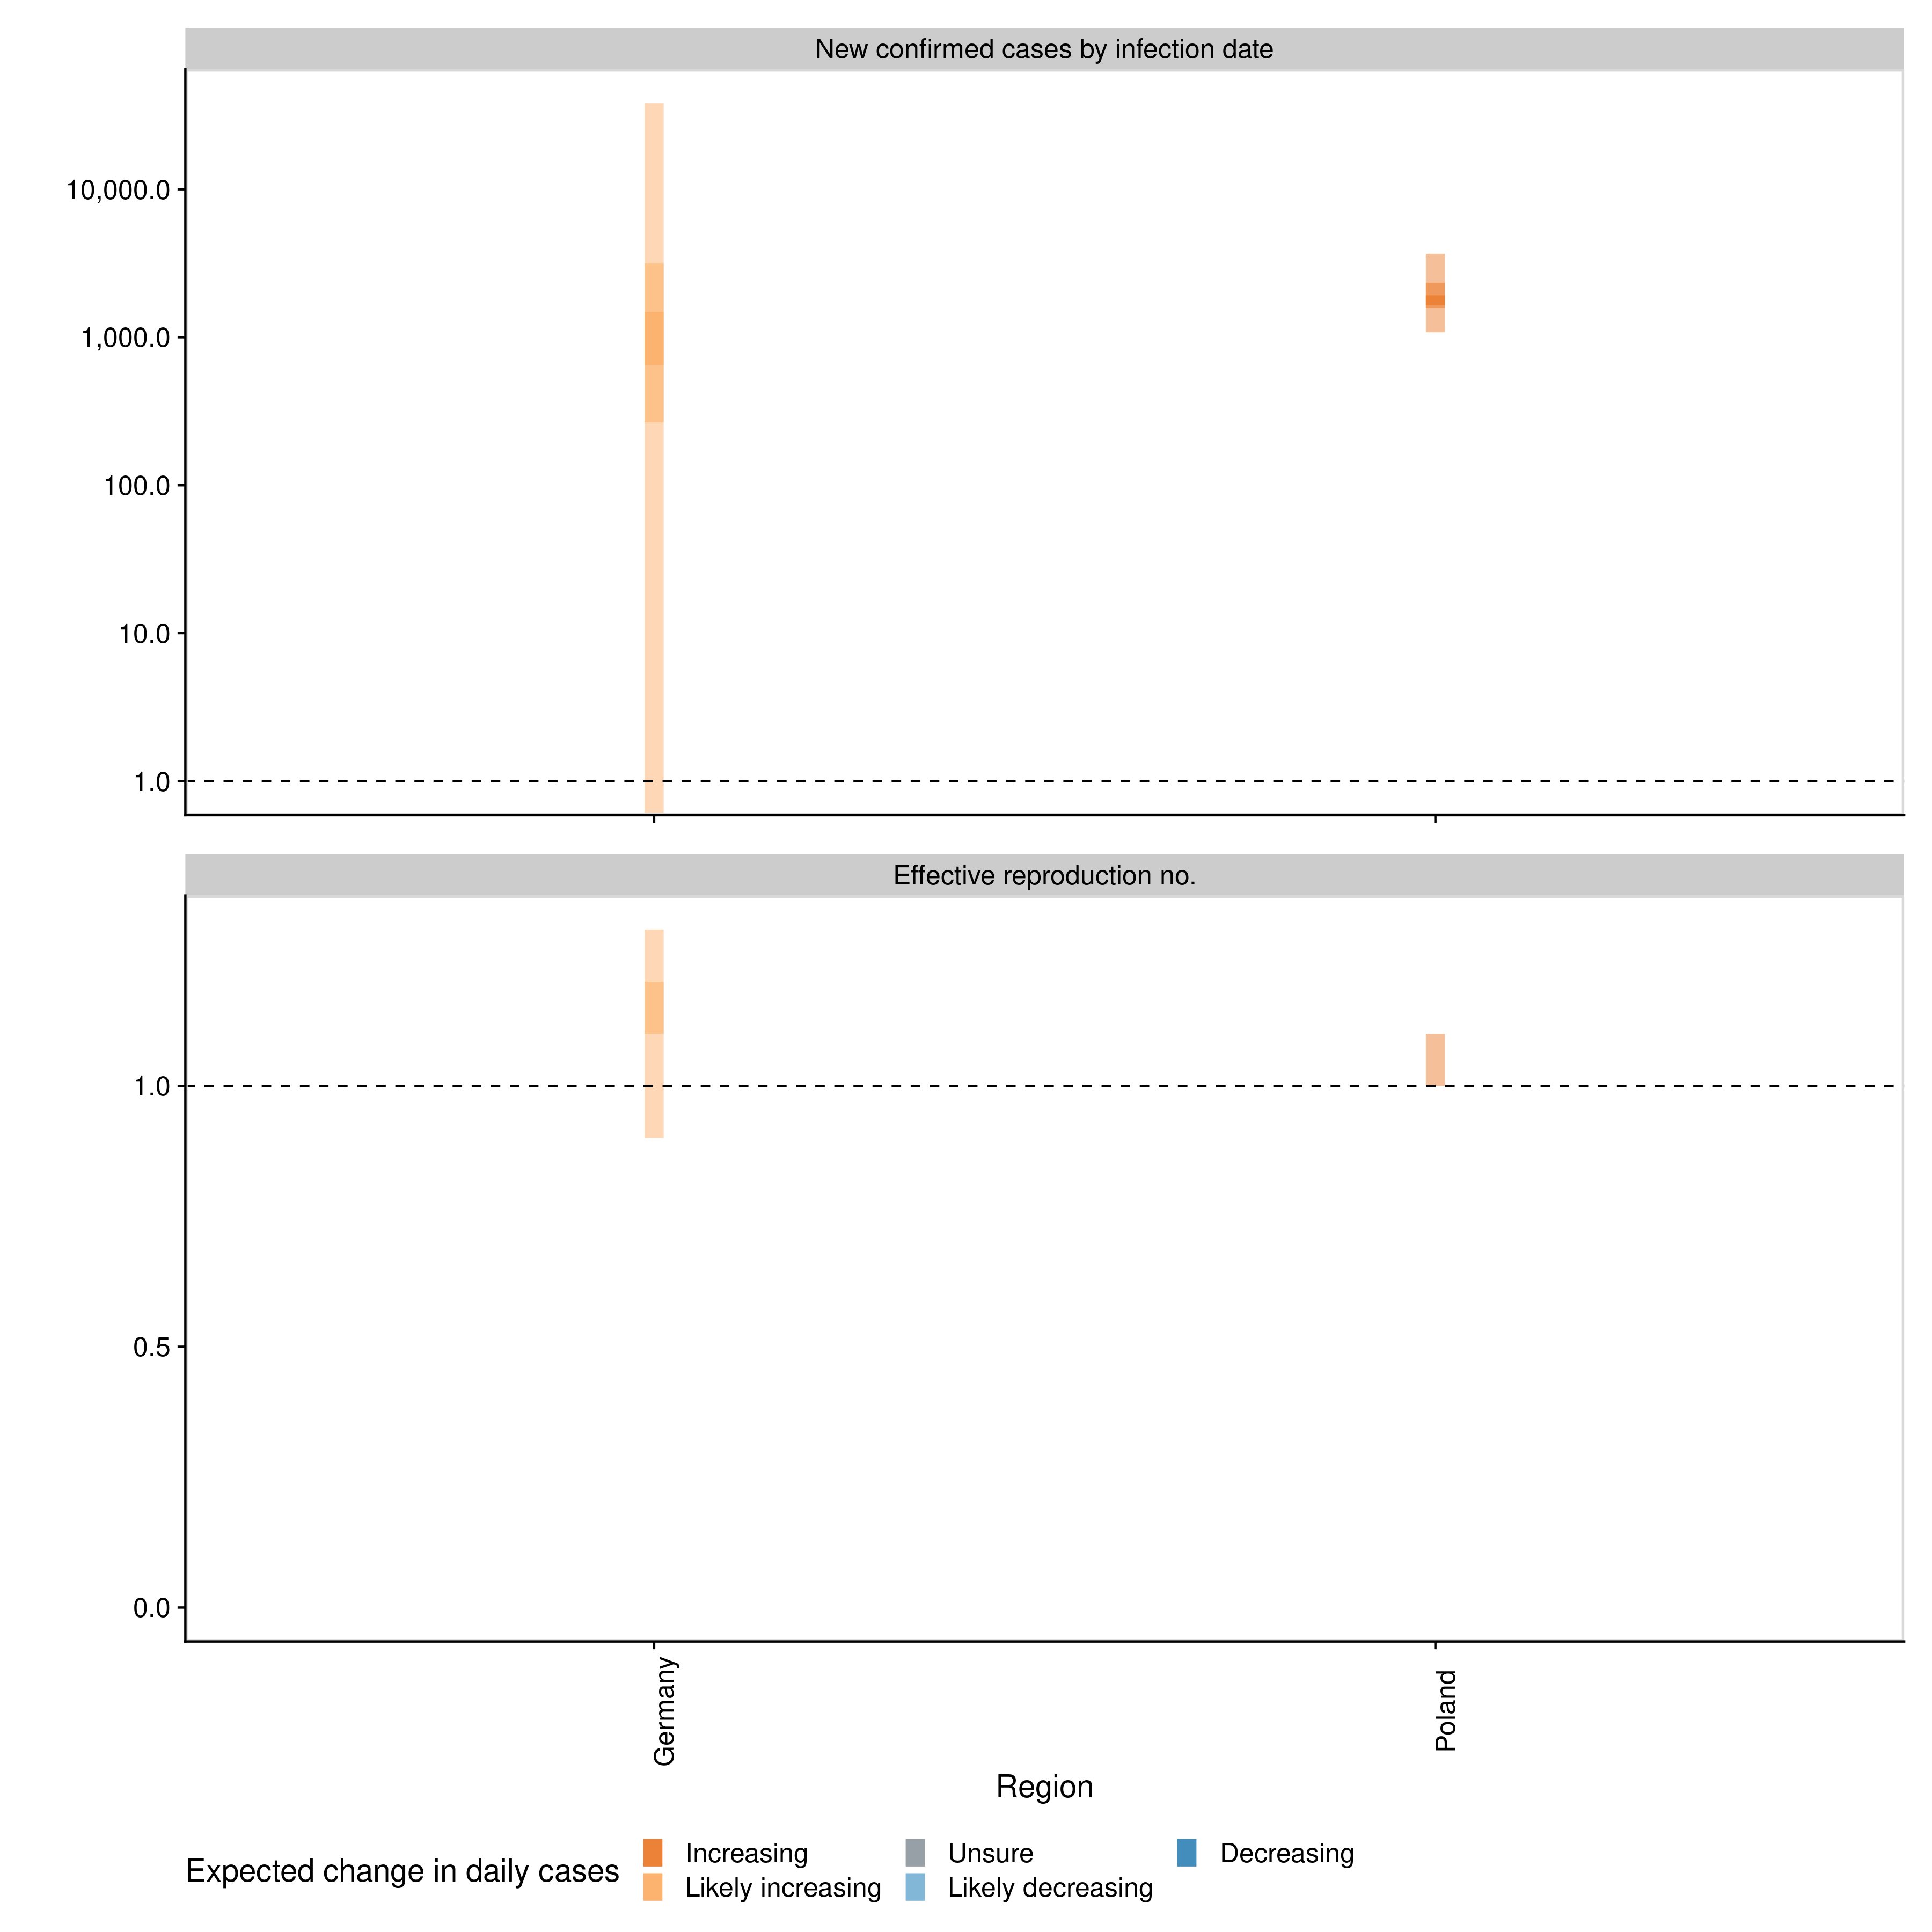 New confirmed cases by infection date
10,000.0
1,000.0
100.0
10.0
1.0
Effective reproduction no.
1.0
0.5
0.0
Germany
Poland
Region
Expected change in daily cases
Increasing
Likely increasing
Unsure
Likely decreasing
Decreasing